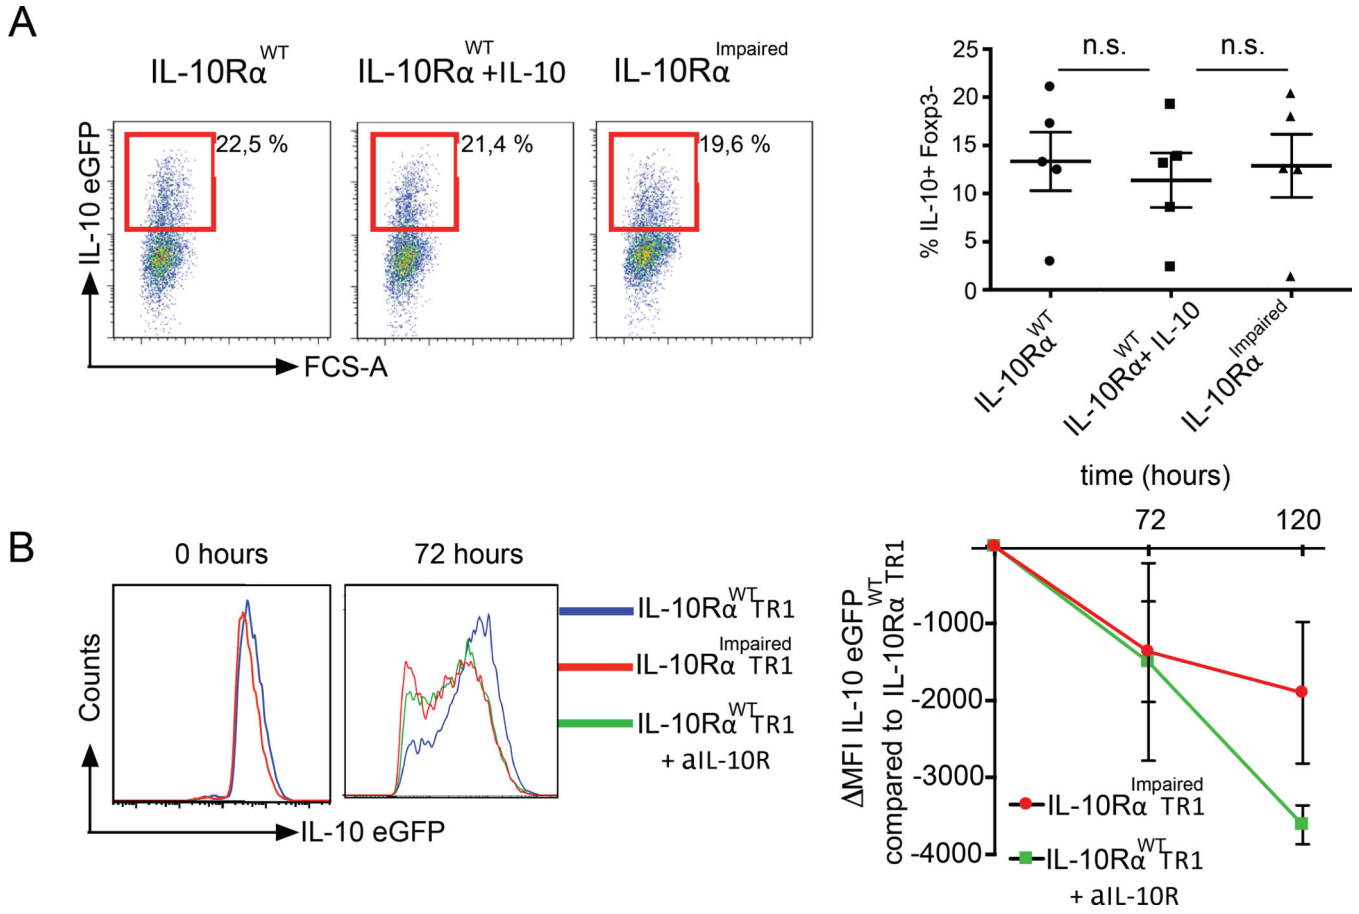 A
IL-10Rα^WT
IL-10Rα^WT+IL-10
IL-10Rα^Impaired
IL-10 eGFP
22,5 %
21,4 %
19,6 %
FCS-A
% IL-10+ Foxp3-
25
20
15
10
5
0
n.s.
n.s.
IL-10Rα^WT
IL-10Rα^WT+ IL-10
IL-10Rα^Impaired
B
0 hours
72 hours
Counts
IL-10 eGFP
IL-10Rα^WT TR1
IL-10Rα^Impaired TR1
IL-10Rα^WT TR1
+ aIL-10R
time (hours)
72
120
ΔMFI IL-10 eGFP
compared to IL-10Rα^WT TR1
-1000
-2000
-3000
-4000
IL-10Rα^Impaired TR1
IL-10Rα^WT TR1
+ aIL-10R